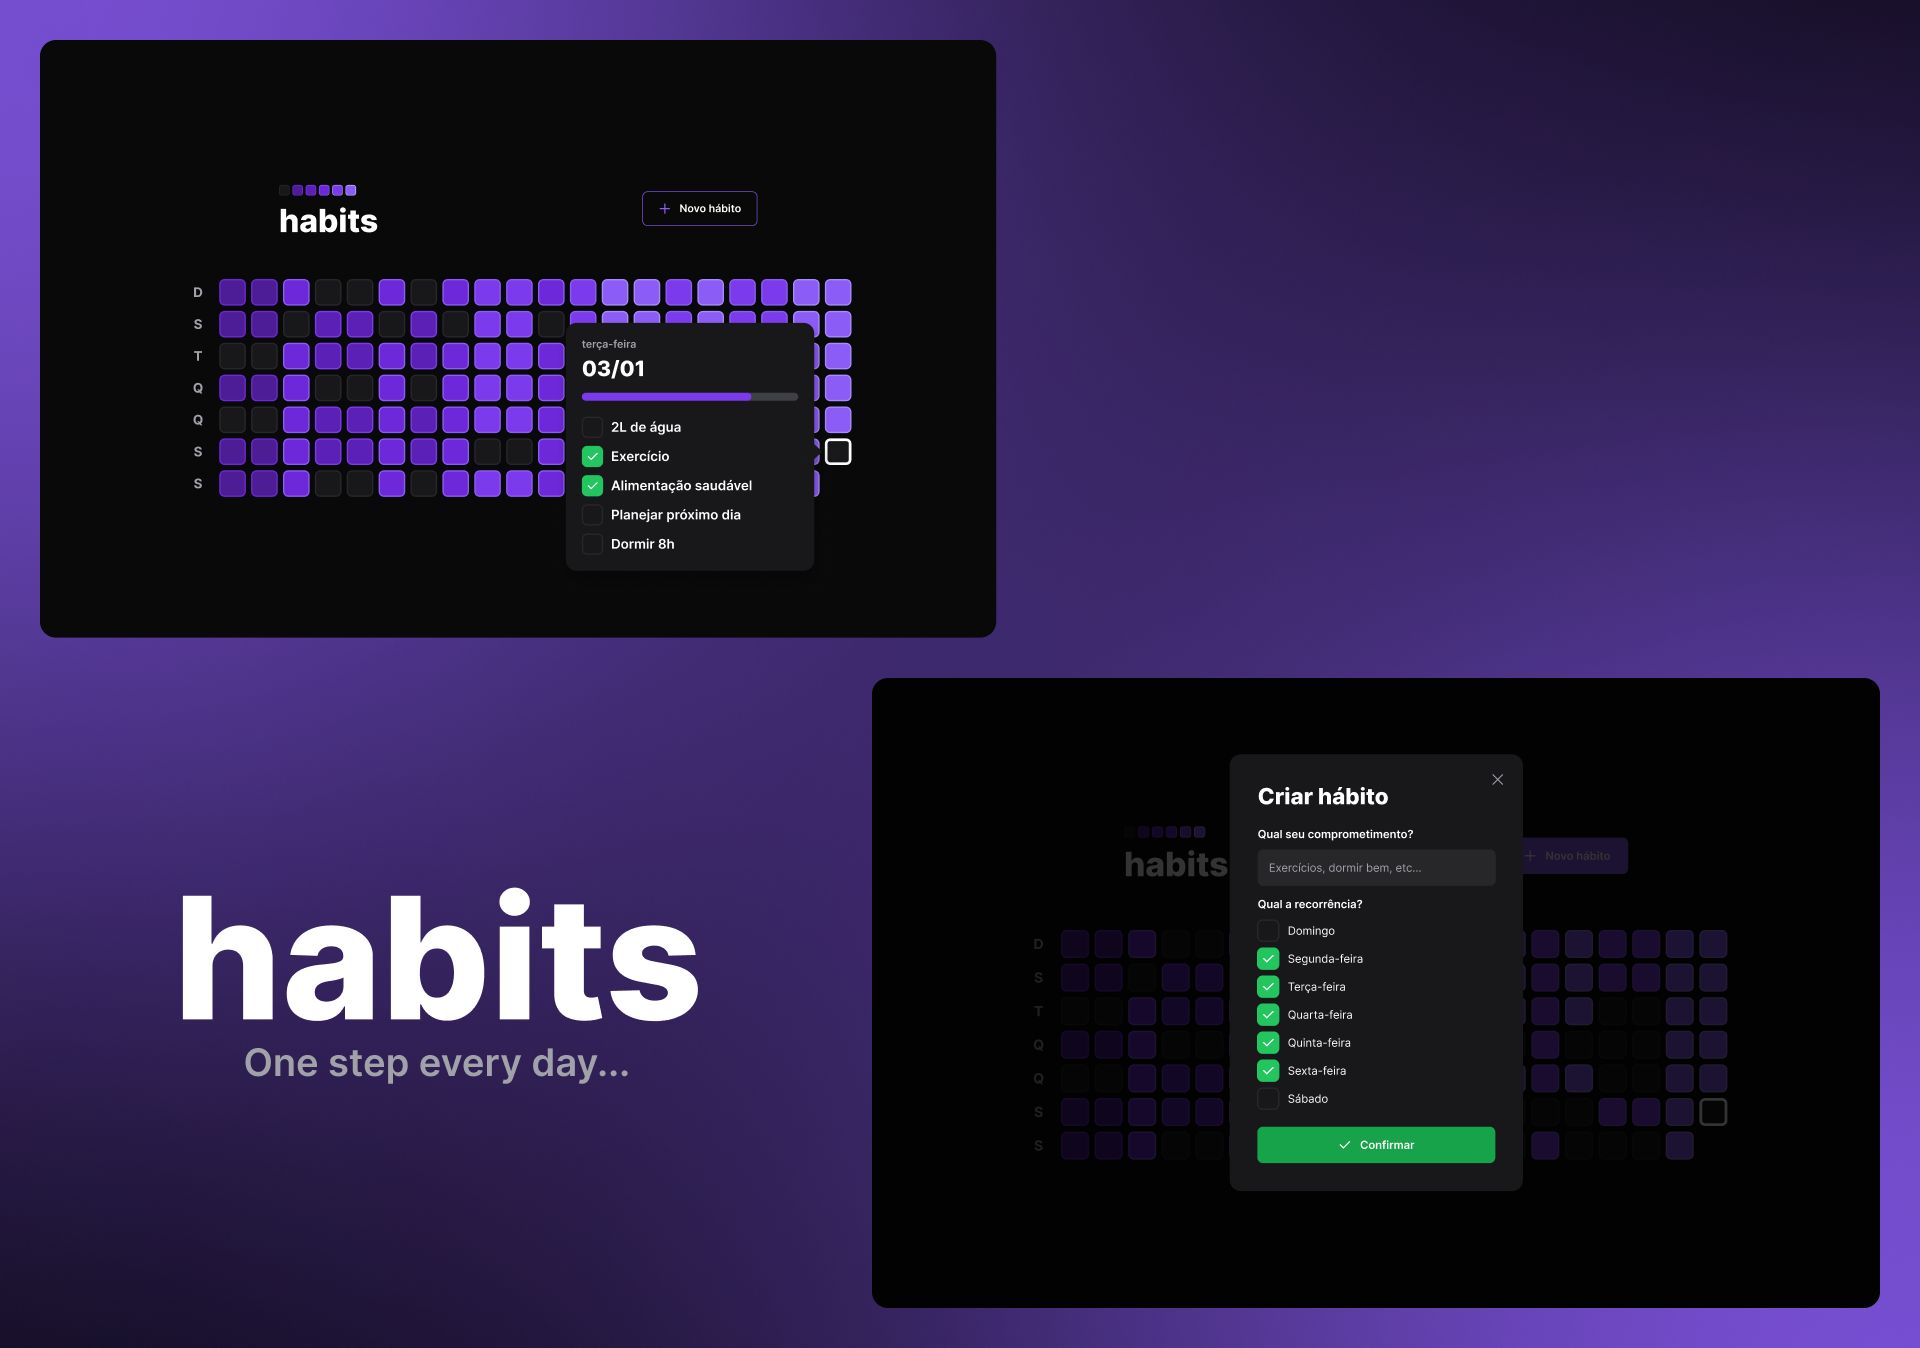 habits
Novo hábito
D
S
T
Q
Q
S
S
terça-feira
03/01
2L de água
Exercício
Alimentação saudável
Planejar próximo dia
Dormir 8h
habits
One step every day...
habits
Novo hábito
D
S
T
Q
Q
S
S
Criar hábito
Qual seu comprometimento?
Exercícios, dormir bem, etc...
Qual a recorrência?
Domingo
Segunda-feira
Terça-feira
Quarta-feira
Quinta-feira
Sexta-feira
Sábado
Confirmar